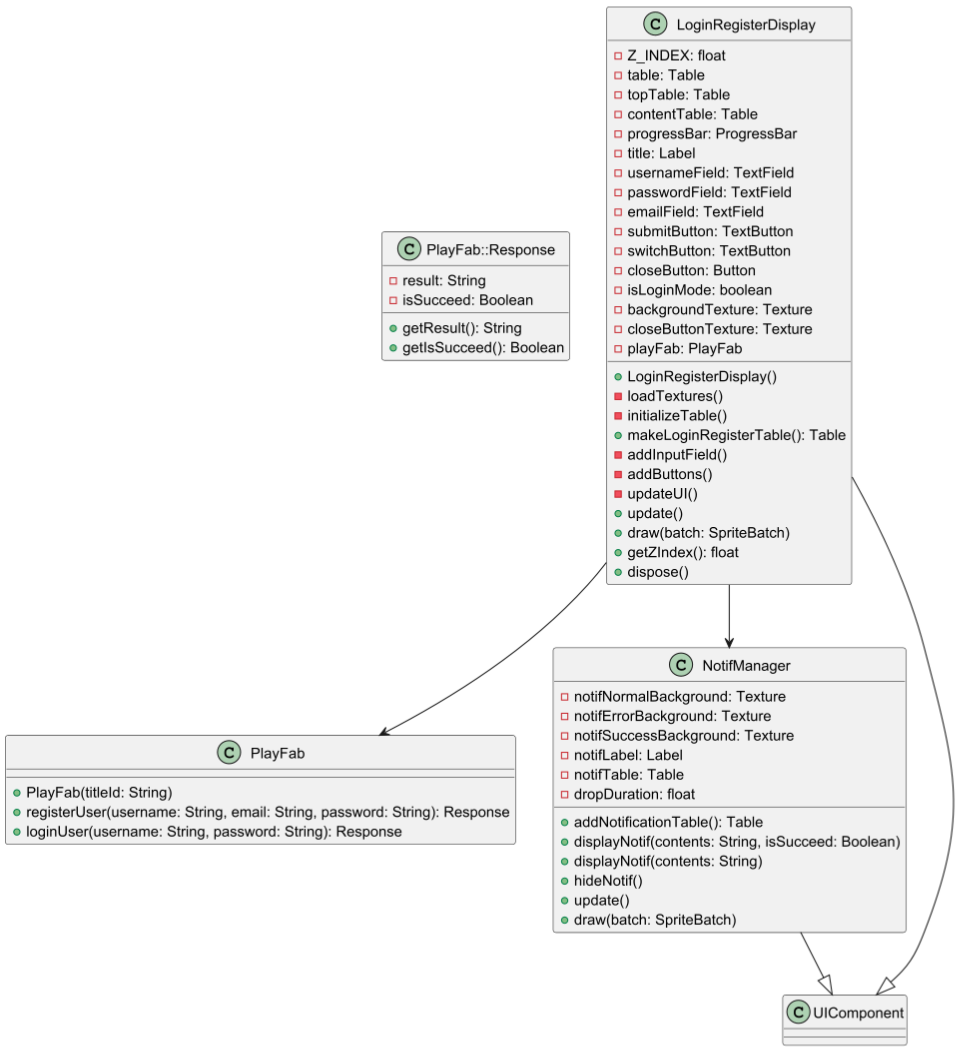 C LoginRegisterDisplay
Z_INDEX: float
table: Table
topTable: Table
contentTable: Table
progressBar: ProgressBar
title: Label
usernameField: TextField
passwordField: TextField
emailField: TextField
submitButton: TextButton
switchButton: TextButton
closeButton: Button
isLoginMode: boolean
backgroundTexture: Texture
closeButtonTexture: Texture
playFab: PlayFab
LoginRegisterDisplay()
loadTextures()
initializeTable()
makeLoginRegisterTable(): Table
addInputField()
addButtons()
updateUI()
update()
draw(batch: SpriteBatch)
getZIndex(): float
dispose()
C PlayFab::Response
result: String
isSucceed: Boolean
getResult(): String
getIsSucceed(): Boolean
C PlayFab
PlayFab(titleId: String)
registerUser(username: String, email: String, password: String): Response
loginUser(username: String, password: String): Response
C NotifManager
notifNormalBackground: Texture
notifErrorBackground: Texture
notifSuccessBackground: Texture
notifLabel: Label
notifTable: Table
dropDuration: float
addNotificationTable(): Table
displayNotif(contents: String, isSucceed: Boolean)
displayNotif(contents: String)
hideNotif()
update()
draw(batch: SpriteBatch)
C UIComponent